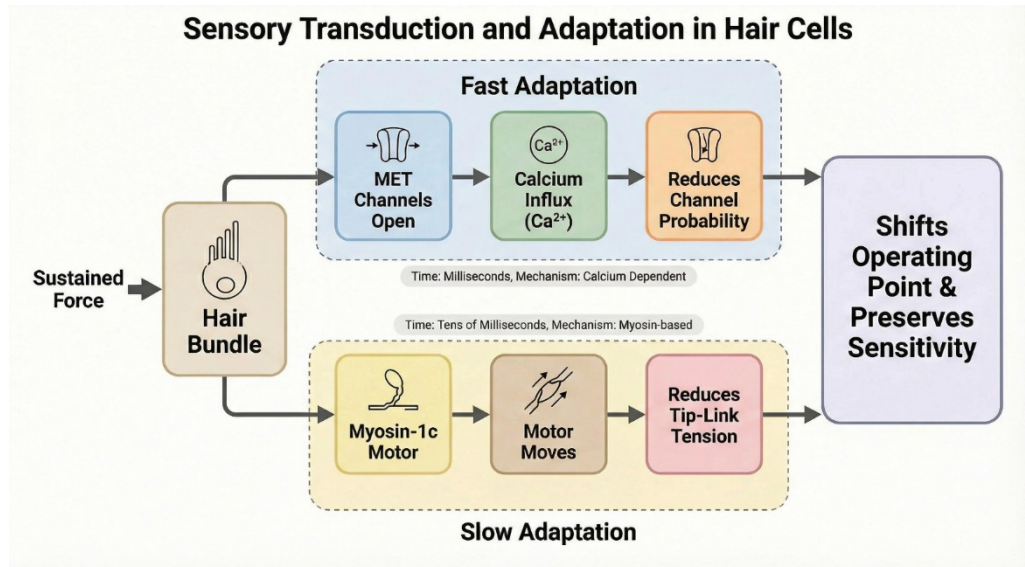 Sensory Transduction and Adaptation in Hair Cells
Fast Adaptation
MET
Channels
Open
Ca²⁺
Calcium
Influx
(Ca²⁺)
Reduces
Channel
Probability
Time: Milliseconds, Mechanism: Calcium Dependent
Sustained
Force
Hair
Bundle
Shifts
Operating
Point &
Preserves
Sensitivity
Time: Tens of Milliseconds, Mechanism: Myosin-based
Myosin-1c
Motor
Motor
Moves
Reduces
Tip-Link
Tension
Slow Adaptation